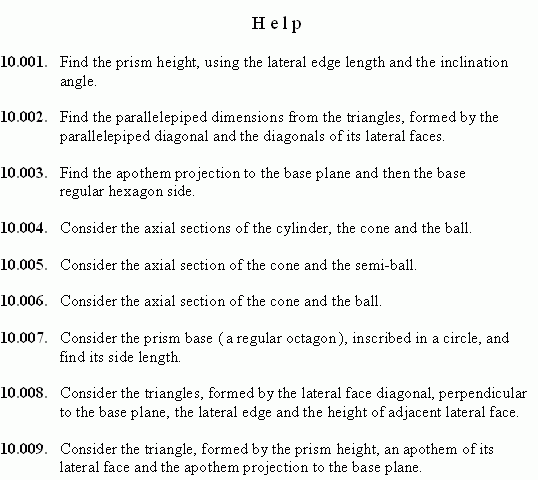 Help
10.001. Find the prism height, using the lateral edge length and the inclination
angle.
10.002. Find the parallelepiped dimensions from the triangles, formed by the
parallelepiped diagonal and the diagonals of its lateral faces.
10.003. Find the apothem projection to the base plane and then the base
regular hexagon side.
10.004. Consider the axial sections of the cylinder, the cone and the ball.
10.005. Consider the axial section of the cone and the semi-ball.
10.006. Consider the axial section of the cone and the ball.
10.007. Consider the prism base ( a regular octagon ), inscribed in a circle, and
find its side length.
10.008. Consider the triangles, formed by the lateral face diagonal, perpendicular
to the base plane, the lateral edge and the height of adjacent lateral face.
10.009. Consider the triangle, formed by the prism height, an apothem of its
lateral face and the apothem projection to the base plane.